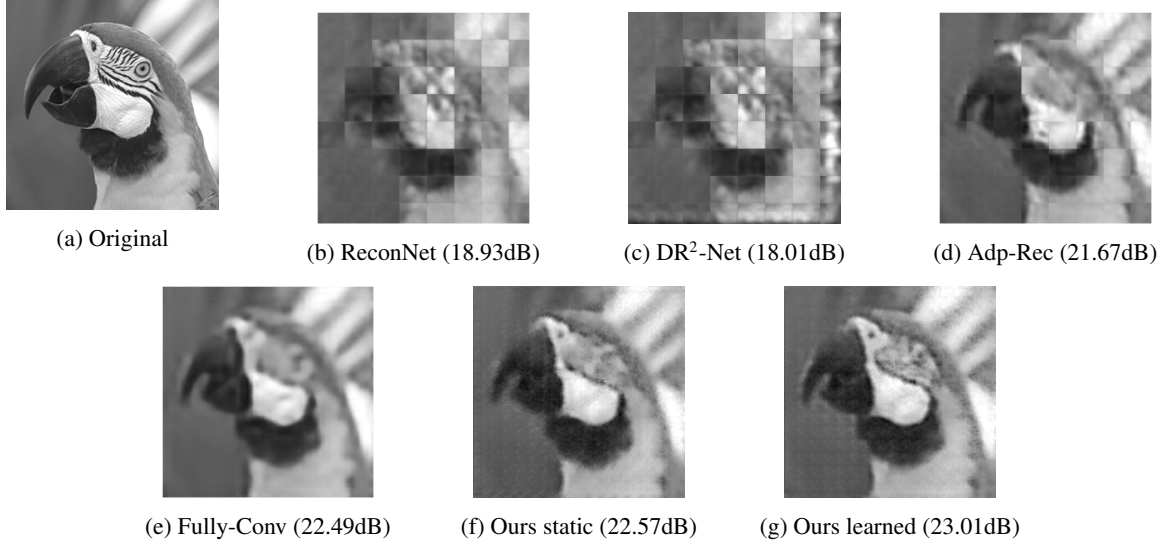 (a) Original
(b) ReconNet (18.93dB)
(c) DR²-Net (18.01dB)
(d) Adp-Rec (21.67dB)
(e) Fully-Conv (22.49dB)
(f) Ours static (22.57dB)
(g) Ours learned (23.01dB)